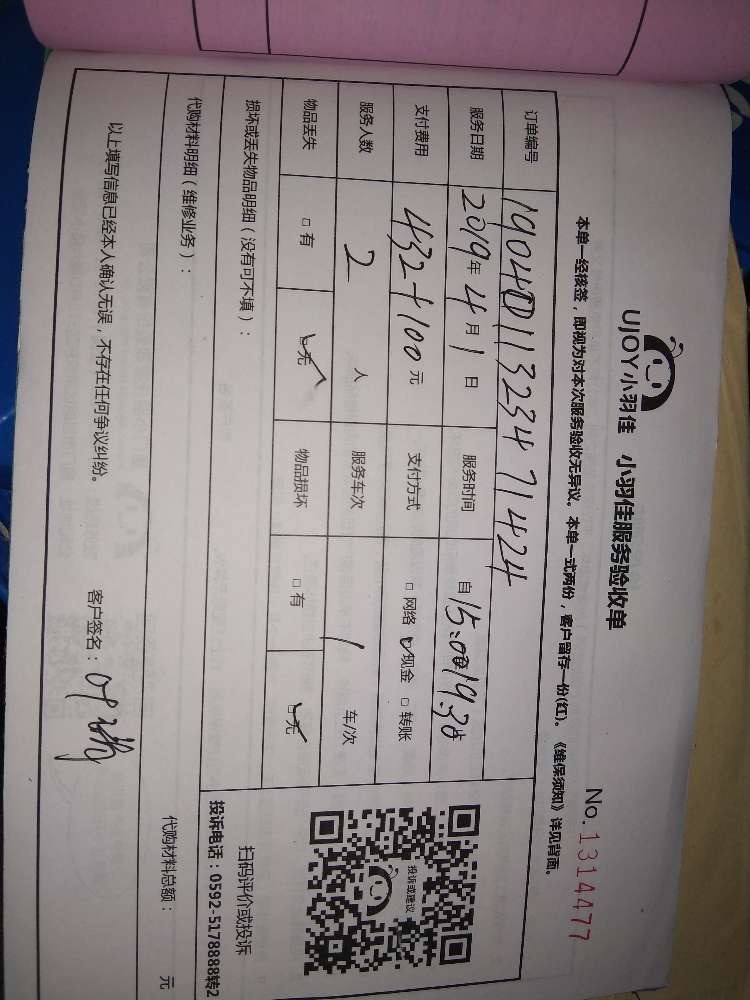 UJOY小羽佳 小羽佳服务验收单
No. 1314477
本单一经核签，即视为对本次服务验收无异议。本单一式两份，客户留存一份(红)。《维保须知》详见背面。
订单编号 19040113234 71424
服务日期 2019年 4月 1日 服务时间 自 15:00
支付费用 432+100元 支付方式 □网络 ☑现金 □转账
服务人数 2 人 服务车次 1 车/次
物品丢失 □有 ☑无 物品损坏 □有 ☑无
损坏或丢失物品明细（没有可不填）：
代购材料明细（维修业务）：
代购材料总额： 元
以上填写信息已经本人确认无误，不存在任何争议纠纷。
客户签名：
投诉或建议
扫码评价或投诉
投诉电话：0592-5178888转2